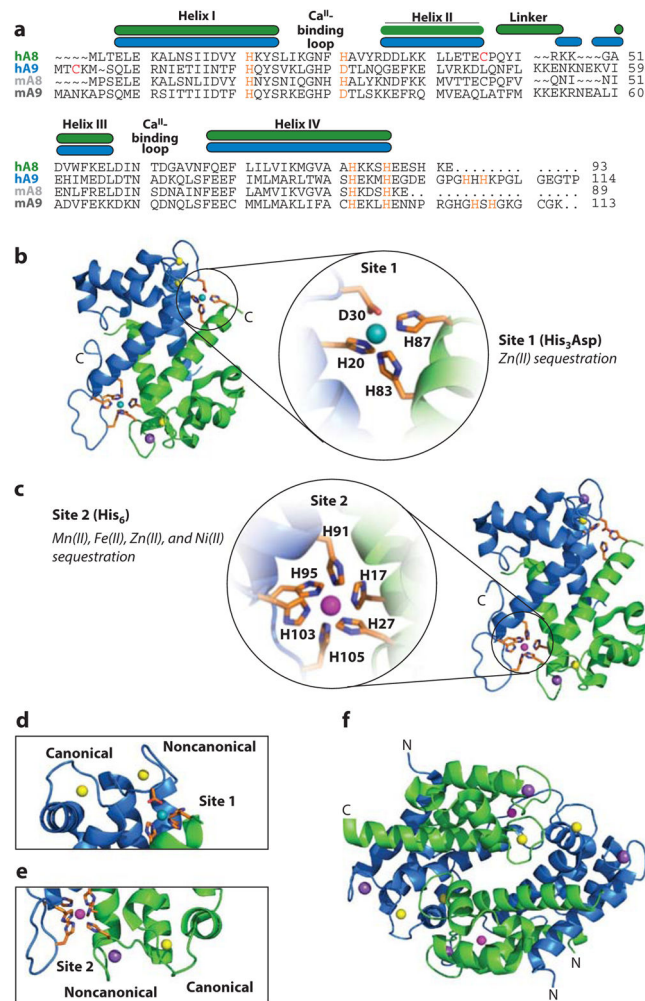 a
Helix I
Ca^II-
binding
loop
Helix II
Linker
hA8 ~~~~MLTELE KALNSIIDVY HKYSLIKGNF HAVYRDDLKK LLETECPQYI ~~RKK~~~GA 51
hA9 MTCKM~SQLE RNIETIINTF HQYSVKLGHP DTLNQGEFKE LVRKDLQNFL KKENKNEKVI 59
mA8 ~~~~MPSELE KALSNLIDVY HNYSNIQGNH HALYKNDFKK MVTTECPQFV ~~QNI~~~NI 51
mA9 MANKAPSQME RSITTIIDTF HQYSRKEGHP DTLSKKEFRQ MVEAQLATFM KKEKRNEALI 60
Helix III
Ca^II-
binding
loop
Helix IV
hA8 DVWFKELDIN TDGAVNFQEF LILVIKMGVA AHKKSHEESH KE........ ..... 93
hA9 EHIMEDLDTN ADKQLSFEEF IMLMARLTWA SHEKMHEGDE GPGHHHKPGL GEGTP 114
mA8 ENLFRELDIN SDNAINFEEF LAMVIKVGVA SHKDSHKE.. .......... ..... 89
mA9 ADVFEKKDKN QDNQLSFEEC MMLMAKLIFA CHEKLHENNP RGHGHSHGKG CGK.. 113
b
Site 1
D30
H87
H20
H83
C
C
Site 1 (His₃Asp)
Zn(II) sequestration
c
Site 2 (His₆)
Mn(II), Fe(II), Zn(II), and Ni(II)
sequestration
Site 2
H91
H95
H17
H103
H27
H105
C
d
Canonical
Noncanonical
Site 1
e
Site 2
Noncanonical
Canonical
f
N
N
C
N
N